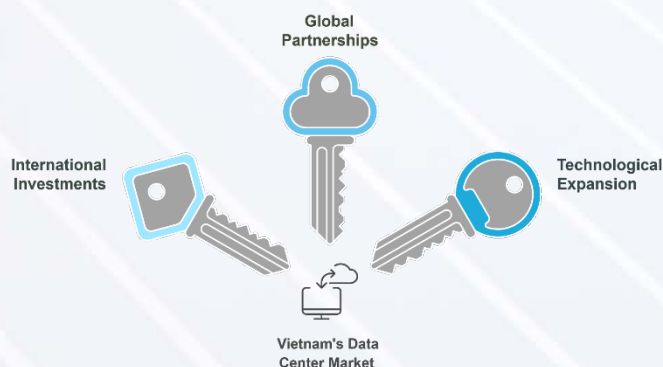 Global
Partnerships
International
Investments
Technological
Expansion
Vietnam's Data
Center Market